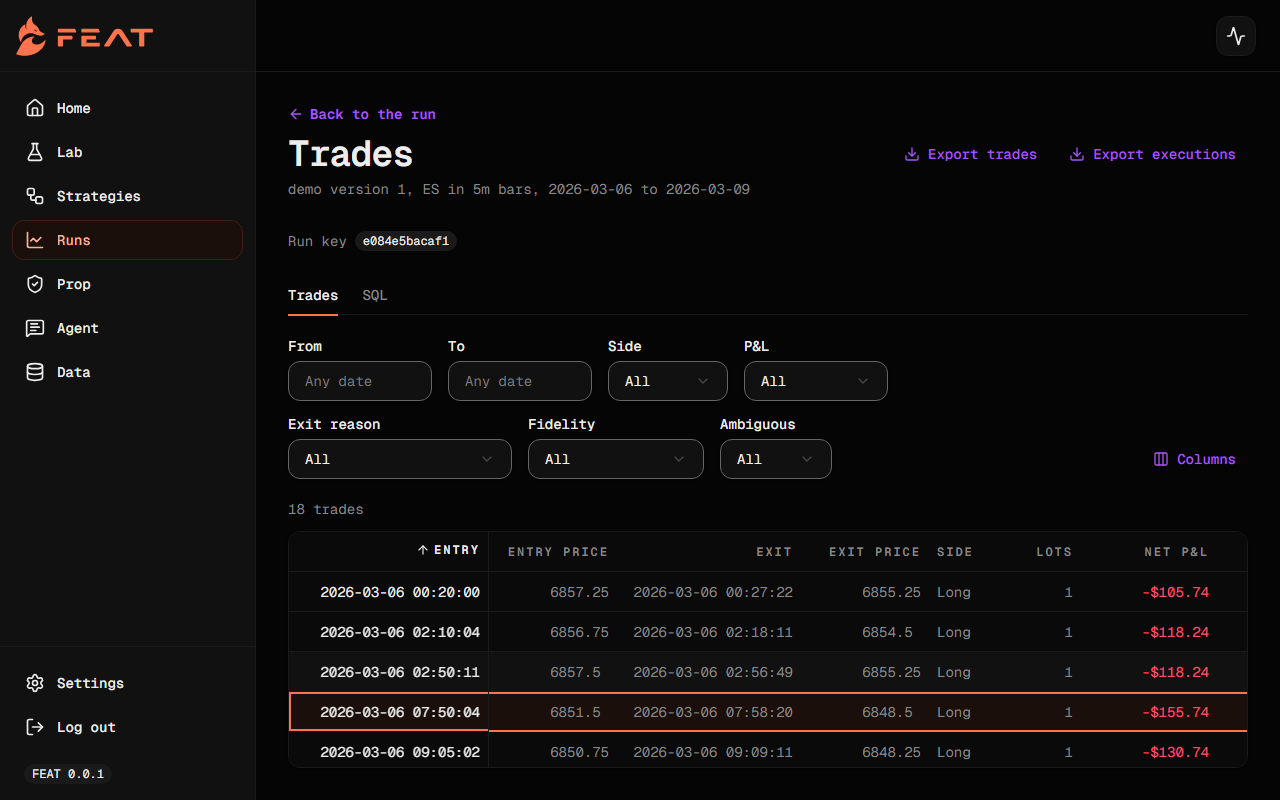 FEAT
Home
Lab
Strategies
Runs
Prop
Agent
Data
Settings
Log out
FEAT 0.0.1
Back to the run
Trades
Export trades
Export executions
demo version 1, ES in 5m bars, 2026-03-06 to 2026-03-09
Run key e084e5bacaf1
Trades SQL
From To Side P&L
Any date Any date All All
Exit reason Fidelity Ambiguous
All All All Columns
18 trades
ENTRY ENTRY PRICE EXIT EXIT PRICE SIDE LOTS NET P&L
2026-03-06 00:20:00 6857.25 2026-03-06 00:27:22 6855.25 Long 1 -$105.74
2026-03-06 02:10:04 6856.75 2026-03-06 02:18:11 6854.5 Long 1 -$118.24
2026-03-06 02:50:11 6857.5 2026-03-06 02:56:49 6855.25 Long 1 -$118.24
2026-03-06 07:50:04 6851.5 2026-03-06 07:58:20 6848.5 Long 1 -$155.74
2026-03-06 09:05:02 6850.75 2026-03-06 09:09:11 6848.25 Long 1 -$130.74